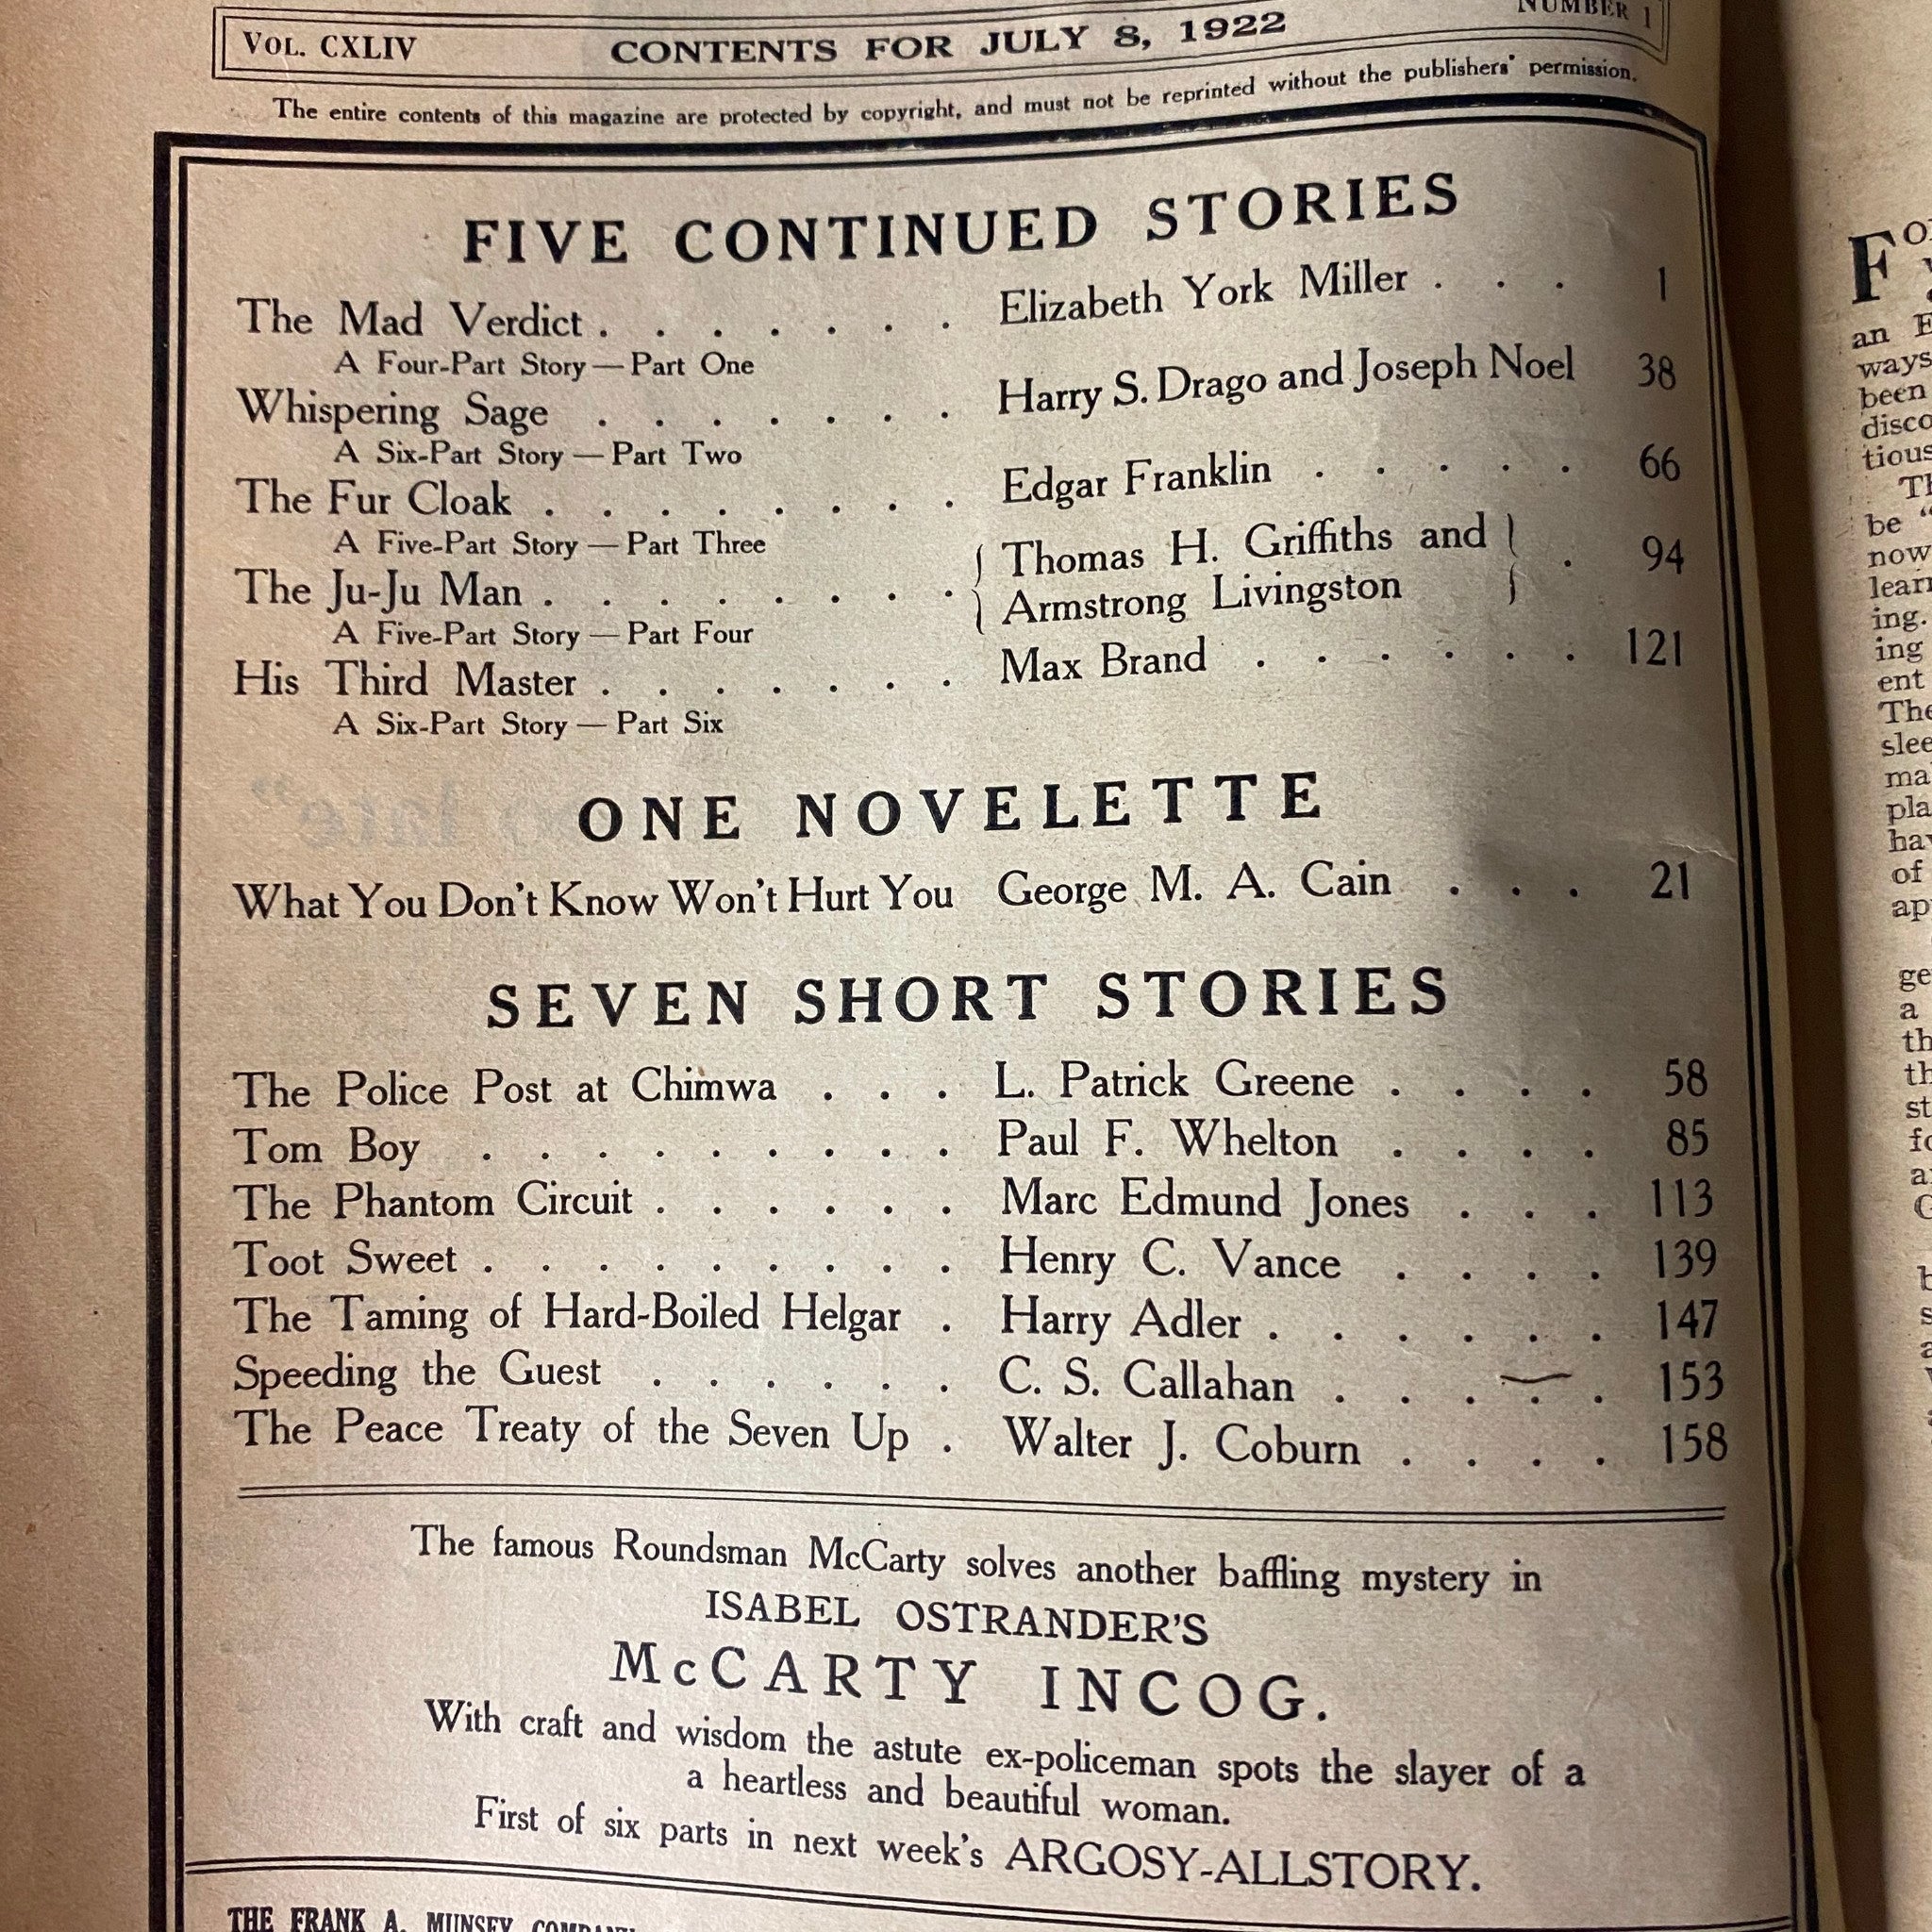 VOL. CXLIV CONTENTS FOR JULY 8, 1922 NUMBER 1
The entire contents of this magazine are protected by copyright, and must not be reprinted without the publishers' permission.
FIVE CONTINUED STORIES
The Mad Verdict . . . . . . . Elizabeth York Miller . . . 1
A Four-Part Story — Part One
Whispering Sage . . . . . . . Harry S. Drago and Joseph Noel 38
A Six-Part Story — Part Two
The Fur Cloak . . . . . . . . Edgar Franklin . . . . . 66
A Five-Part Story — Part Three
The Ju-Ju Man . . . . . . . . { Thomas H. Griffiths and Armstrong Livingston } . 94
A Five-Part Story — Part Four
His Third Master . . . . . . . Max Brand . . . . . . 121
A Six-Part Story — Part Six
ONE NOVELETTE
What You Don't Know Won't Hurt You George M. A. Cain . . . 21
SEVEN SHORT STORIES
The Police Post at Chimwa . . . L. Patrick Greene . . . . 58
Tom Boy . . . . . . . . . Paul F. Whelton . . . . 85
The Phantom Circuit . . . . . . Marc Edmund Jones . . . 113
Toot Sweet . . . . . . . . . Henry C. Vance . . . . 139
The Taming of Hard-Boiled Helgar . Harry Adler . . . . . . 147
Speeding the Guest . . . . . . C. S. Callahan . . . . . 153
The Peace Treaty of the Seven Up . Walter J. Coburn . . . . 158
The famous Roundsman McCarty solves another baffling mystery in
ISABEL OSTRANDER'S
McCARTY INCOG.
With craft and wisdom the astute ex-policeman spots the slayer of a
a heartless and beautiful woman.
First of six parts in next week's ARGOSY-ALLSTORY.
THE FRANK A. MUNSEY COMPANY
an
ways
been
be
now
ing.
ing
ent
of
a